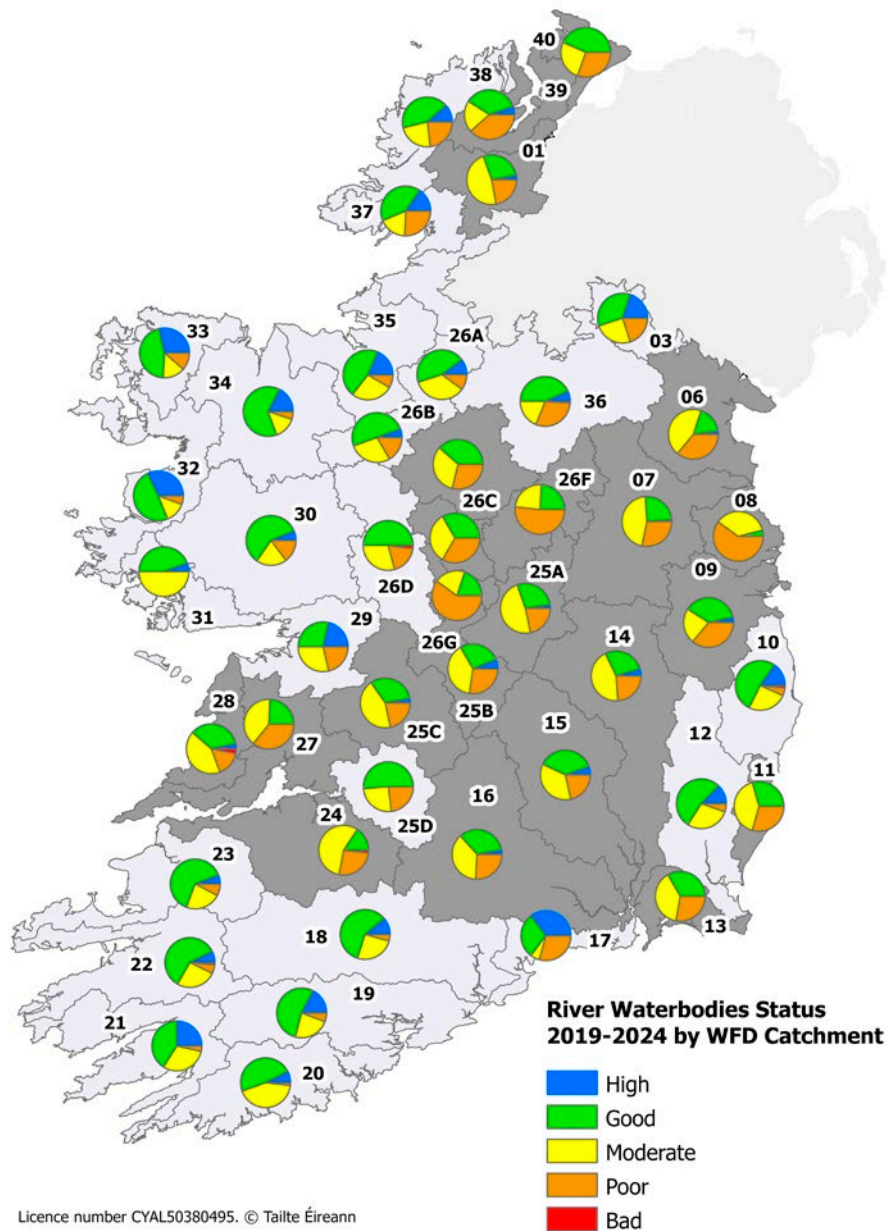 40
38
39
01
37
03
33
35
26A
34
36
06
26B
32
26F
07
26C
08
30
25A
09
26D
31
29
14
10
26G
28
25B
12
15
25C
27
11
16
24
25D
23
13
18
17
22
19
21
20
River Waterbodies Status
2019-2024 by WFD Catchment
High
Good
Moderate
Poor
Bad
Licence number CYAL50380495. © Tailte Éireann